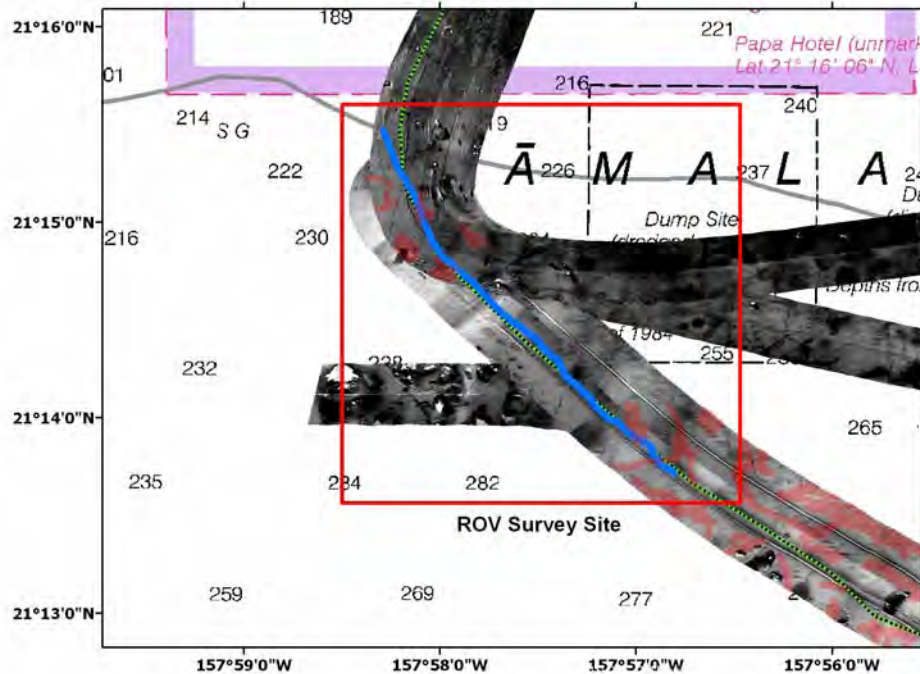 21°16'0"N
189
221
Papa Hotel (unmark
Lat 21° 16' 06" N, L
01
216
240
214
S G
19
222
Ā M A L A
226
237
24
21°15'0"N
216
230
Dump Site
Depths fro
of 1984
255
232
21°14'0"N
265
235
284
282
ROV Survey Site
259
269
277
2
21°13'0"N
157°59'0"W
157°58'0"W
157°57'0"W
157°56'0"W